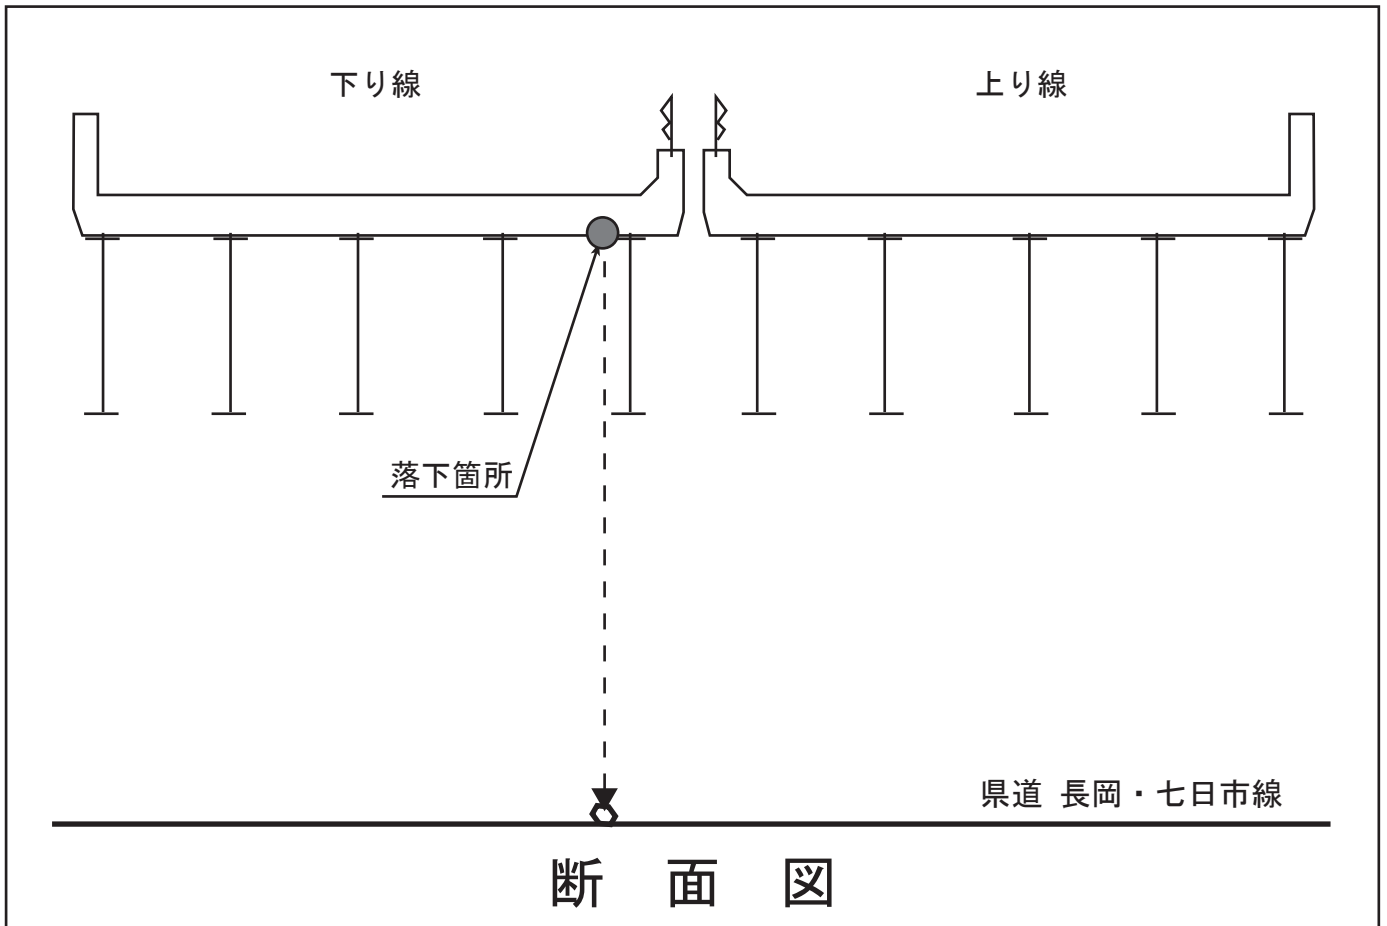 下り線
上り線
落下箇所
県道 長岡・七日市線
断 面 図